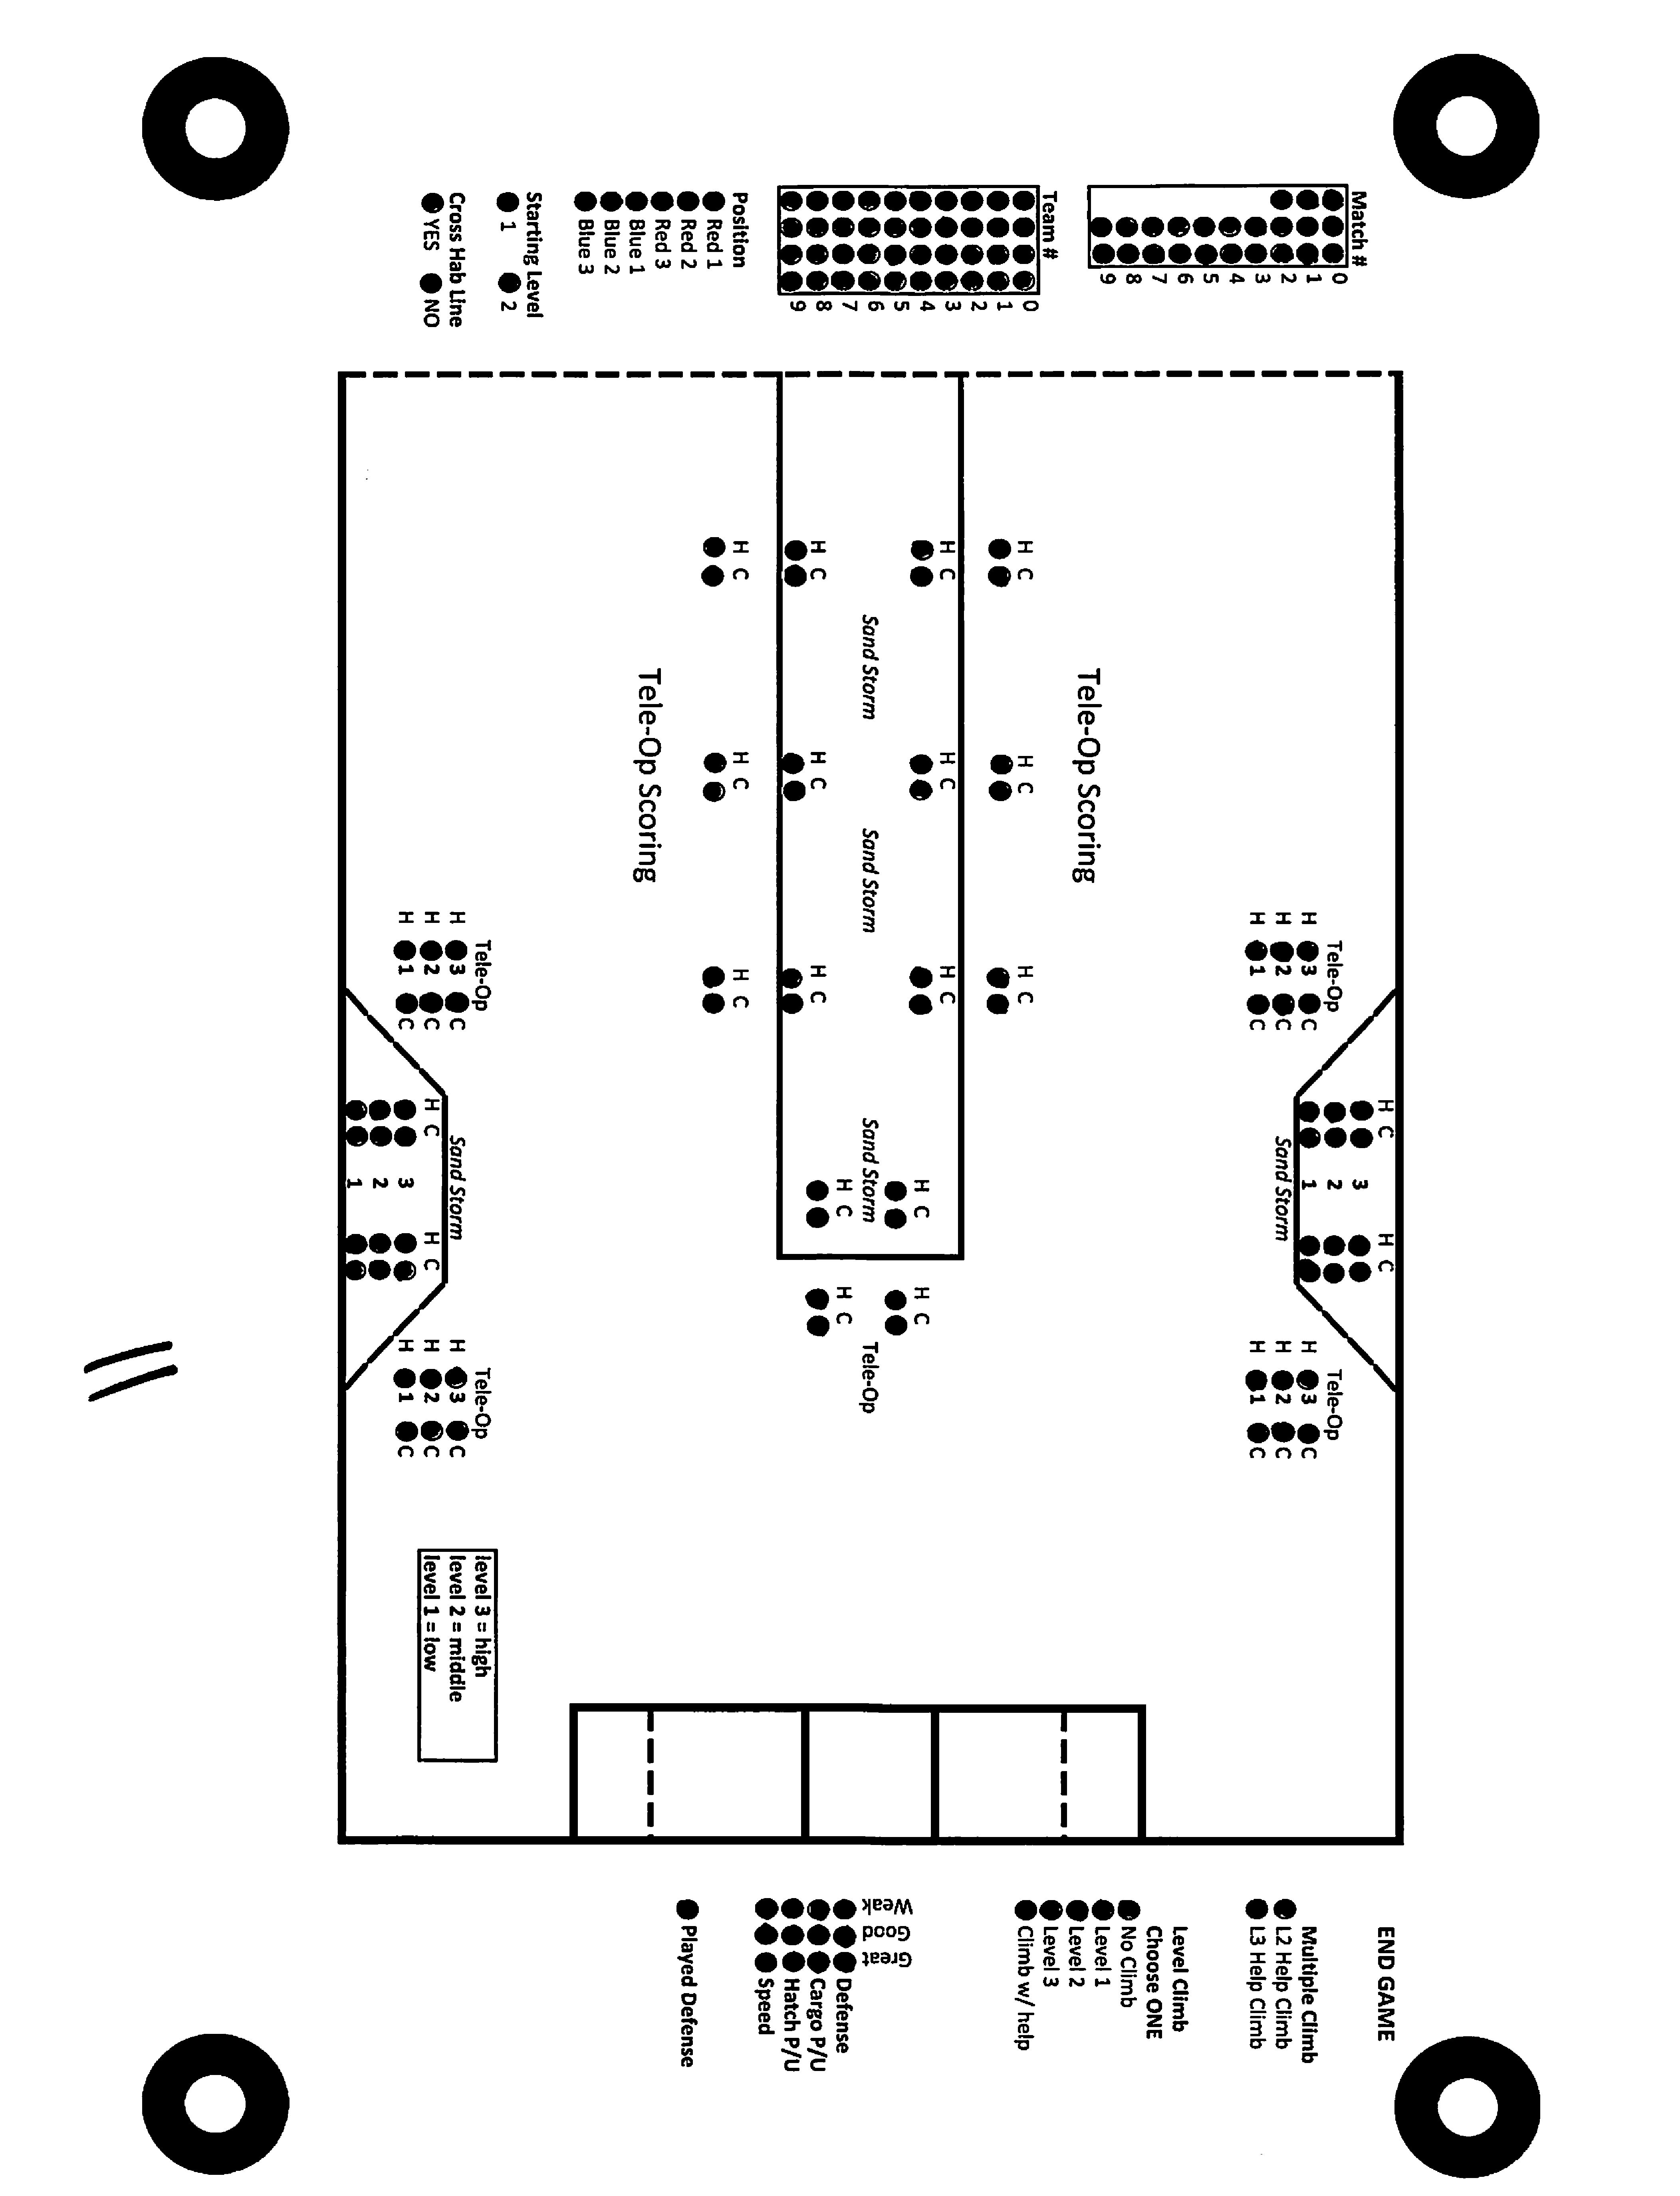 Match #
0
1
2
3
4
5
6
7
8
9
Team #
0
1
2
3
4
5
6
7
8
9
Position
Red 1
Red 2
Red 3
Blue 1
Blue 2
Blue 3
Starting Level
1 2
Cross Hab Line
YES NO
H C H C
3 3
2 2
1 1
Sand Storm
Tele-Op Tele-Op
H 3 C H 3 C
H 2 C H 2 C
H 1 C H 1 C
Tele-Op Scoring
H C H C H C
H C H C H C
H C H C
Sand Storm Sand Storm Sand Storm Tele-Op
H C H C
H C H C H C
H C H C H C
Tele-Op Scoring
Tele-Op Tele-Op
H 3 C H 3 C
H 2 C H 2 C
H 1 C H 1 C
Sand Storm
H C H C
3
2
1
level 3 = high
level 2 = middle
level 1 = low
END GAME
Multiple Climb
L2 Help Climb
L3 Help Climb
Level Climb
Choose ONE
No Climb
Level 1
Level 2
Level 3
Climb w/ help
Weak Good Great
Defense
Cargo P/U
Hatch P/U
Speed
Played Defense
11